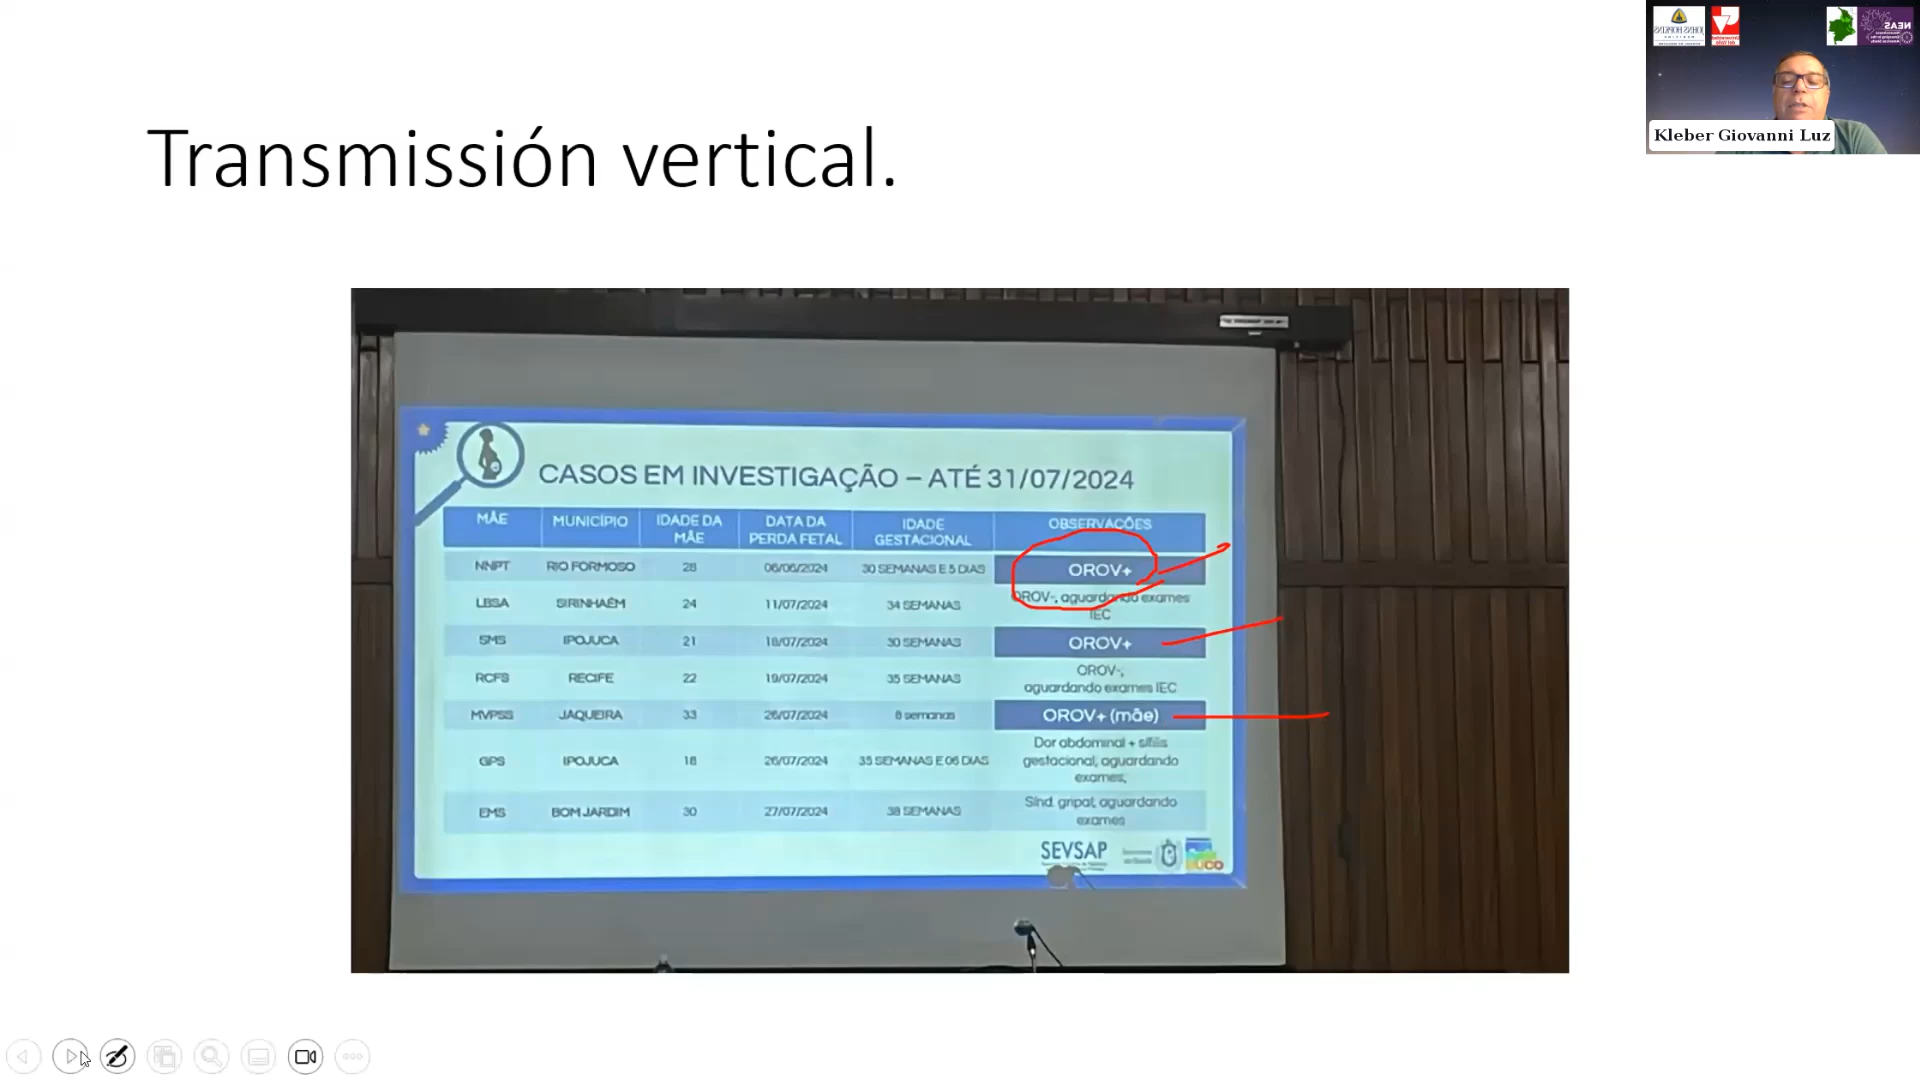 Transmissión vertical.
Kleber Giovanni Luz
CASOS EM INVESTIGAÇÃO – ATÉ 31/07/2024
MÃE MUNICÍPIO IDADE DA MÃE DATA DA PERDA FETAL IDADE GESTACIONAL OBSERVAÇÕES
NNPT RIO FORMOSO 28 06/06/2024 30 SEMANAS E 5 DIAS OROV+
LBSA SIRINHAÉM 24 11/07/2024 34 SEMANAS OROV-, aguardando exames IEC
SMS IPOJUCA 21 18/07/2024 30 SEMANAS OROV+
RCFS RECIFE 22 19/07/2024 35 SEMANAS OROV-, aguardando exames IEC
MVPSS JAQUEIRA 33 26/07/2024 8 semanas OROV+ (mãe)
GPS IPOJUCA 18 26/07/2024 35 SEMANAS E 06 DIAS Dor abdominal + sífilis gestacional, aguardando exames,
EMS BOM JARDIM 30 27/07/2024 38 SEMANAS Sínd. gripal, aguardando exames
SEVSAP